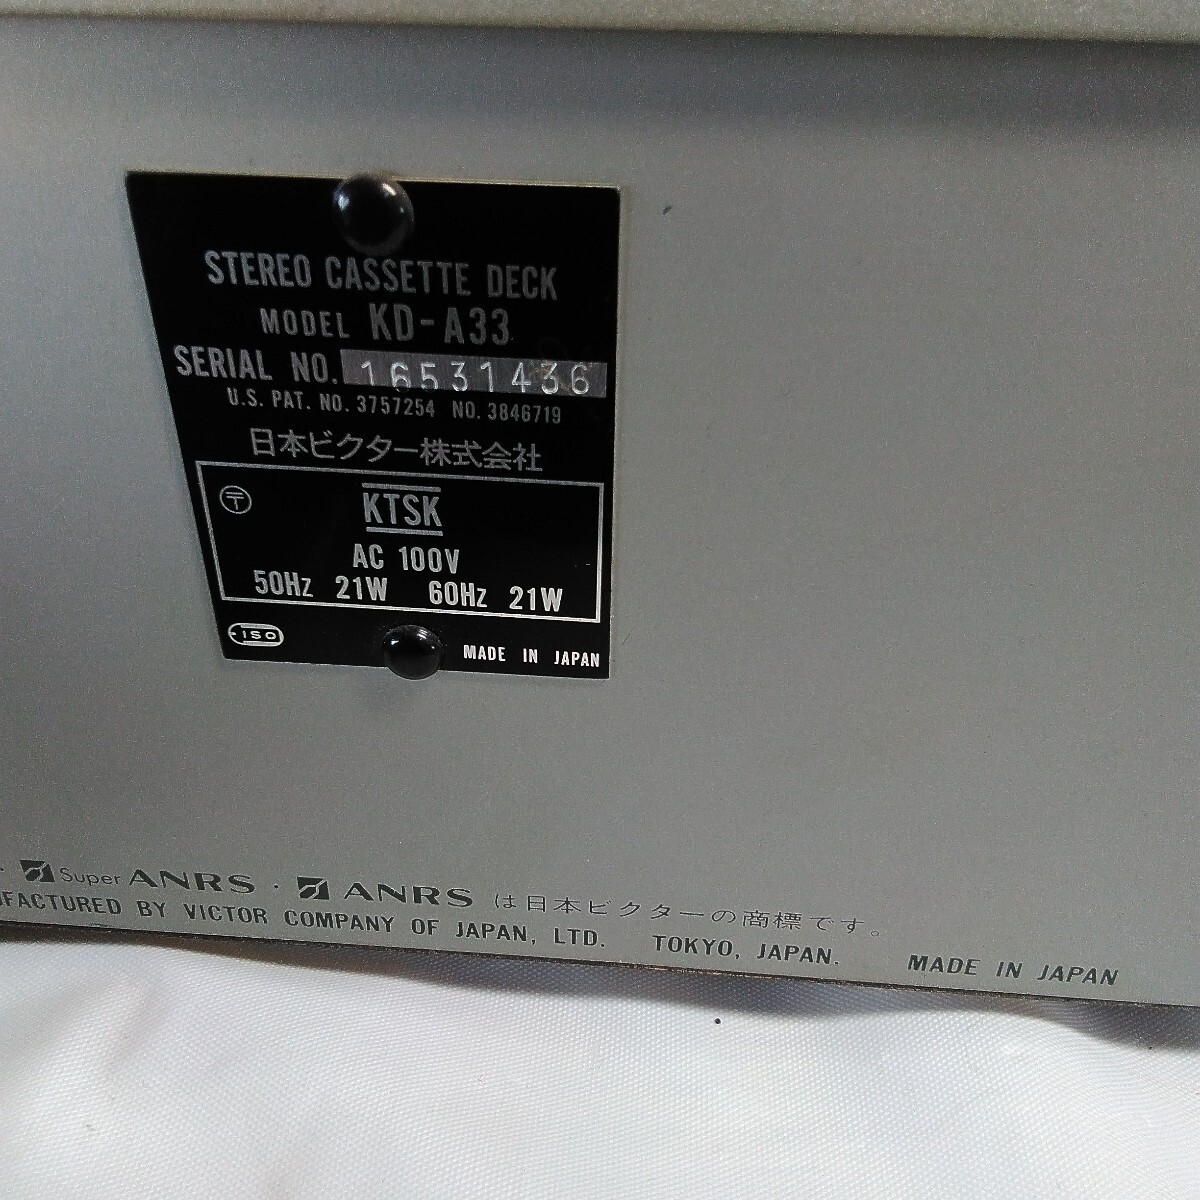 STEREO CASSETTE DECK
MODEL KD-A33
SERIAL NO. 16531436
U.S. PAT. NO. 3757254 NO. 3846719
日本ビクター株式会社
〒 KTSK
AC 100V
50Hz 21W 60Hz 21W
ISO MADE IN JAPAN
· Super ANRS · ANRS は日本ビクターの商標です。
BY VICTOR COMPANY OF JAPAN, LTD. TOKYO, JAPAN. MADE IN JAPAN